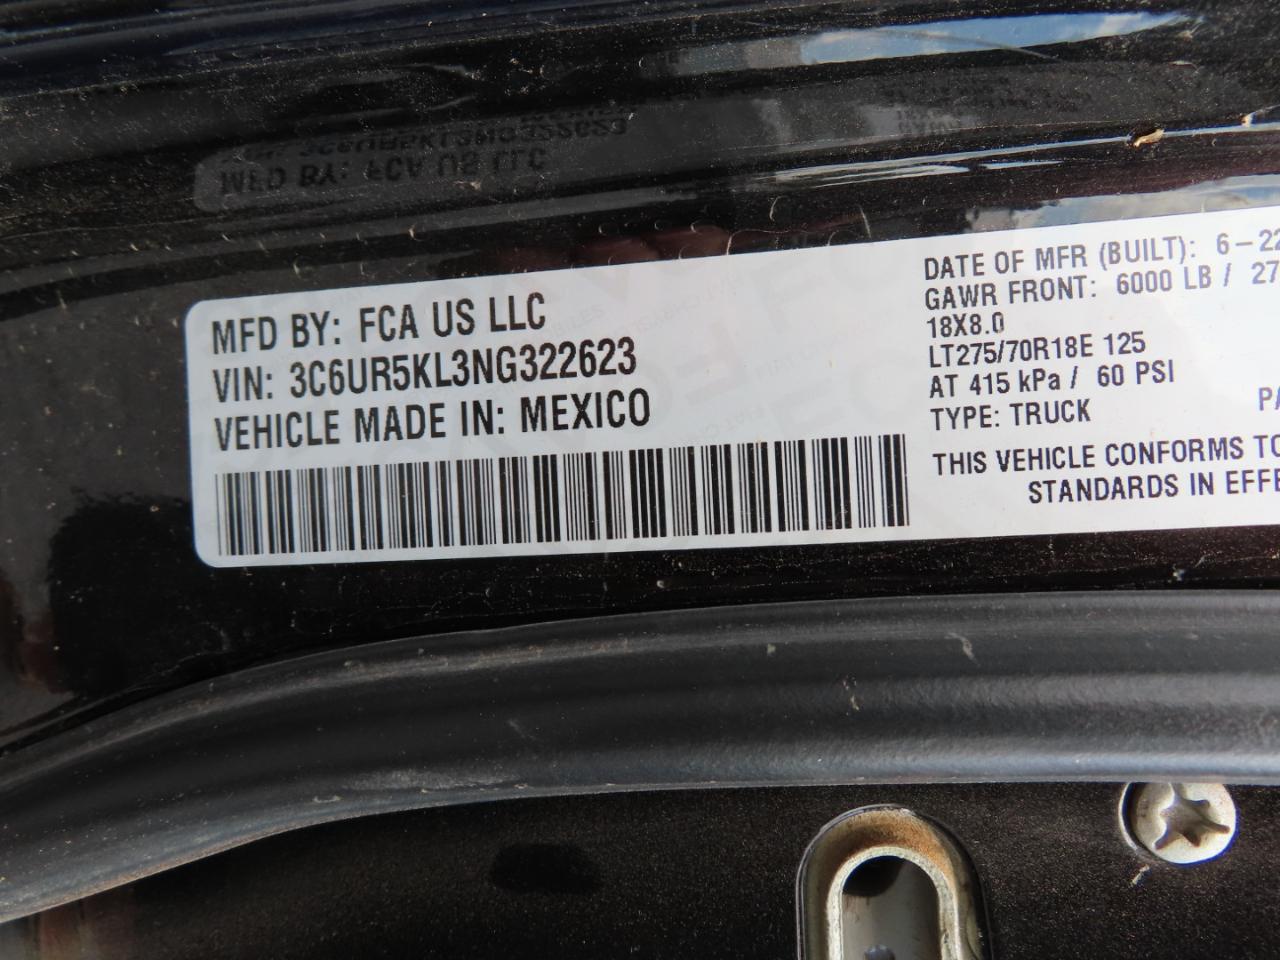 MFD BY: FCA US LLC
VIN: 3C6UR5KL3NG322623
VEHICLE MADE IN: MEXICO
DATE OF MFR (BUILT): 6-22
GAWR FRONT: 6000 LB / 27
18X8.0
LT275/70R18E 125
AT 415 kPa / 60 PSI
TYPE: TRUCK
PA
THIS VEHICLE CONFORMS TO
STANDARDS IN EFFE